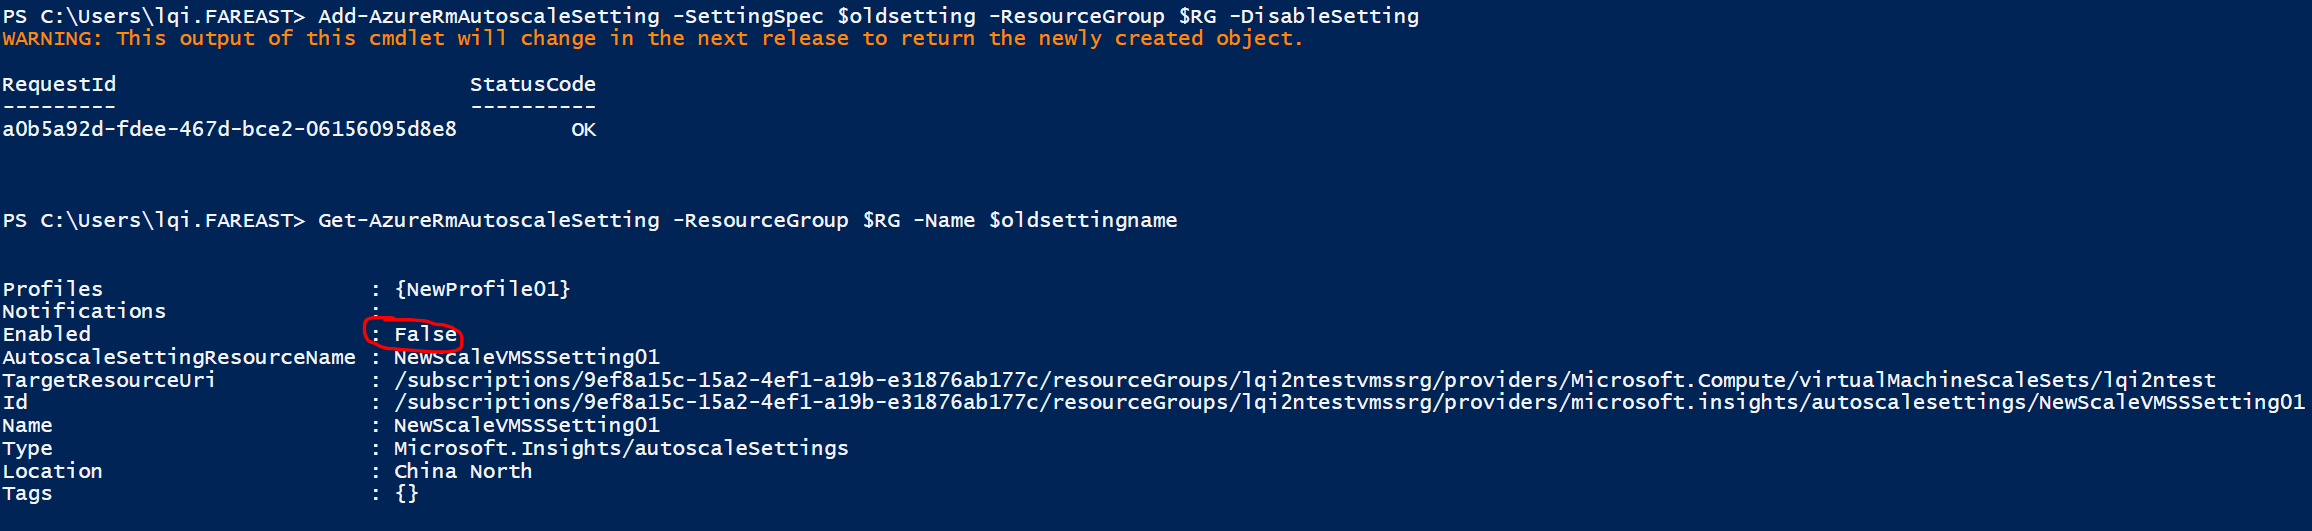 PS C:\Users\lqi.FAREAST> Add-AzureRmAutoscaleSetting -SettingSpec $oldsetting -ResourceGroup $RG -DisableSetting
WARNING: This output of this cmdlet will change in the next release to return the newly created object.
RequestId                            StatusCode
---------                            ----------
a0b5a92d-fdee-467d-bce2-06156095d8e8         OK
PS C:\Users\lqi.FAREAST> Get-AzureRmAutoscaleSetting -ResourceGroup $RG -Name $oldsettingname
Profiles                     : {NewProfile01}
Notifications                :
Enabled                      : False
AutoscaleSettingResourceName : NewScaleVMSSSetting01
TargetResourceUri            : /subscriptions/9ef8a15c-15a2-4ef1-a19b-e31876ab177c/resourceGroups/lqi2ntestvmssrg/providers/Microsoft.Compute/virtualMachineScaleSets/lqi2ntest
Id                           : /subscriptions/9ef8a15c-15a2-4ef1-a19b-e31876ab177c/resourceGroups/lqi2ntestvmssrg/providers/microsoft.insights/autoscalesettings/NewScaleVMSSSetting01
Name                         : NewScaleVMSSSetting01
Type                         : Microsoft.Insights/autoscaleSettings
Location                     : China North
Tags                         : {}